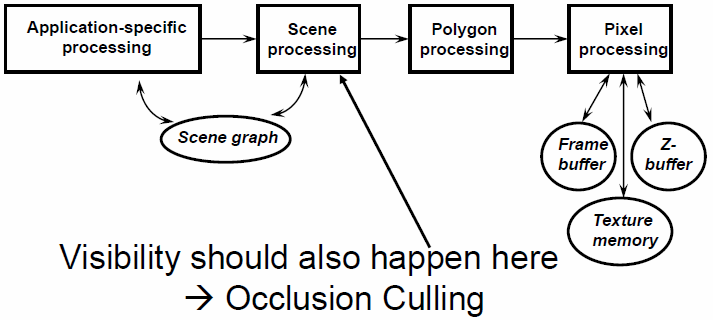 Application-specific
processing
Scene
processing
Polygon
processing
Pixel
processing
Scene graph
Frame
buffer
Z-
buffer
Texture
memory
Visibility should also happen here
→ Occlusion Culling